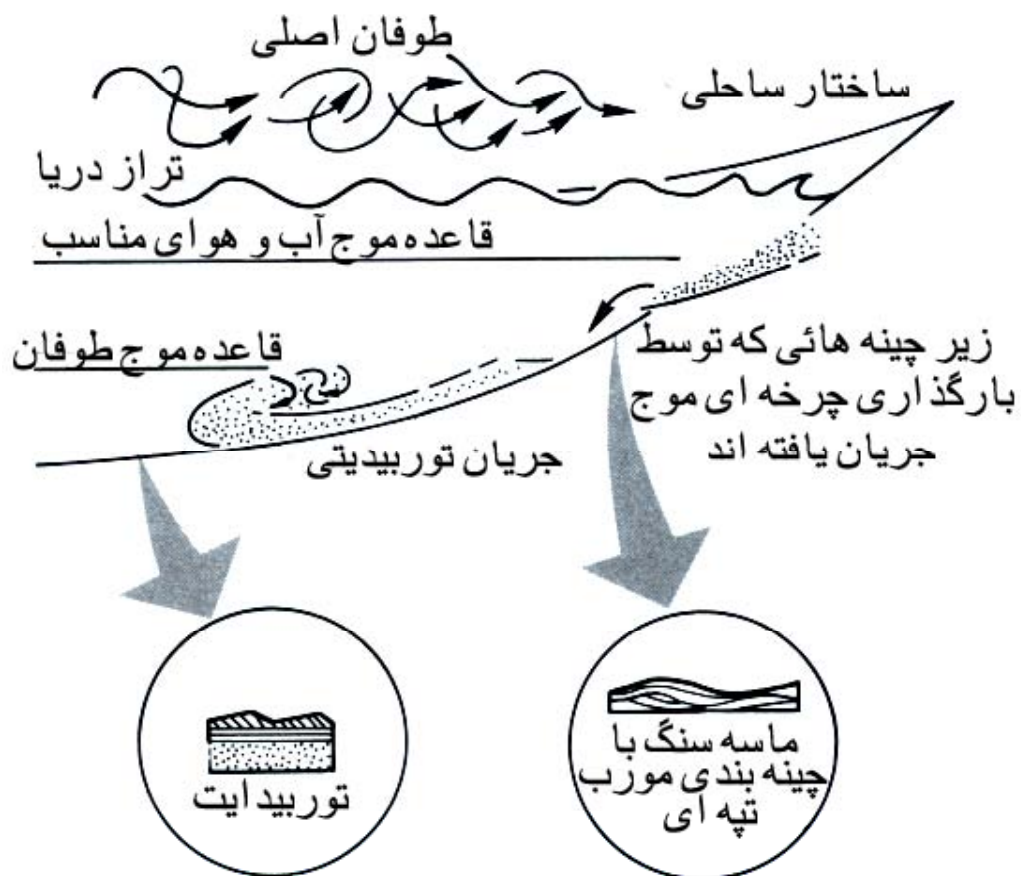 طوفان اصلی
ساختار ساحلی
تراز دریا
قاعده موج آب و هوای مناسب
قاعده موج طوفان
زیر چینه هائی که توسط
بارگذاری چرخه ای موج
جریان یافته اند
جریان توربیدیتی
توربیدایت
ماسه سنگ با
چینه بندی مورب
تپه ای